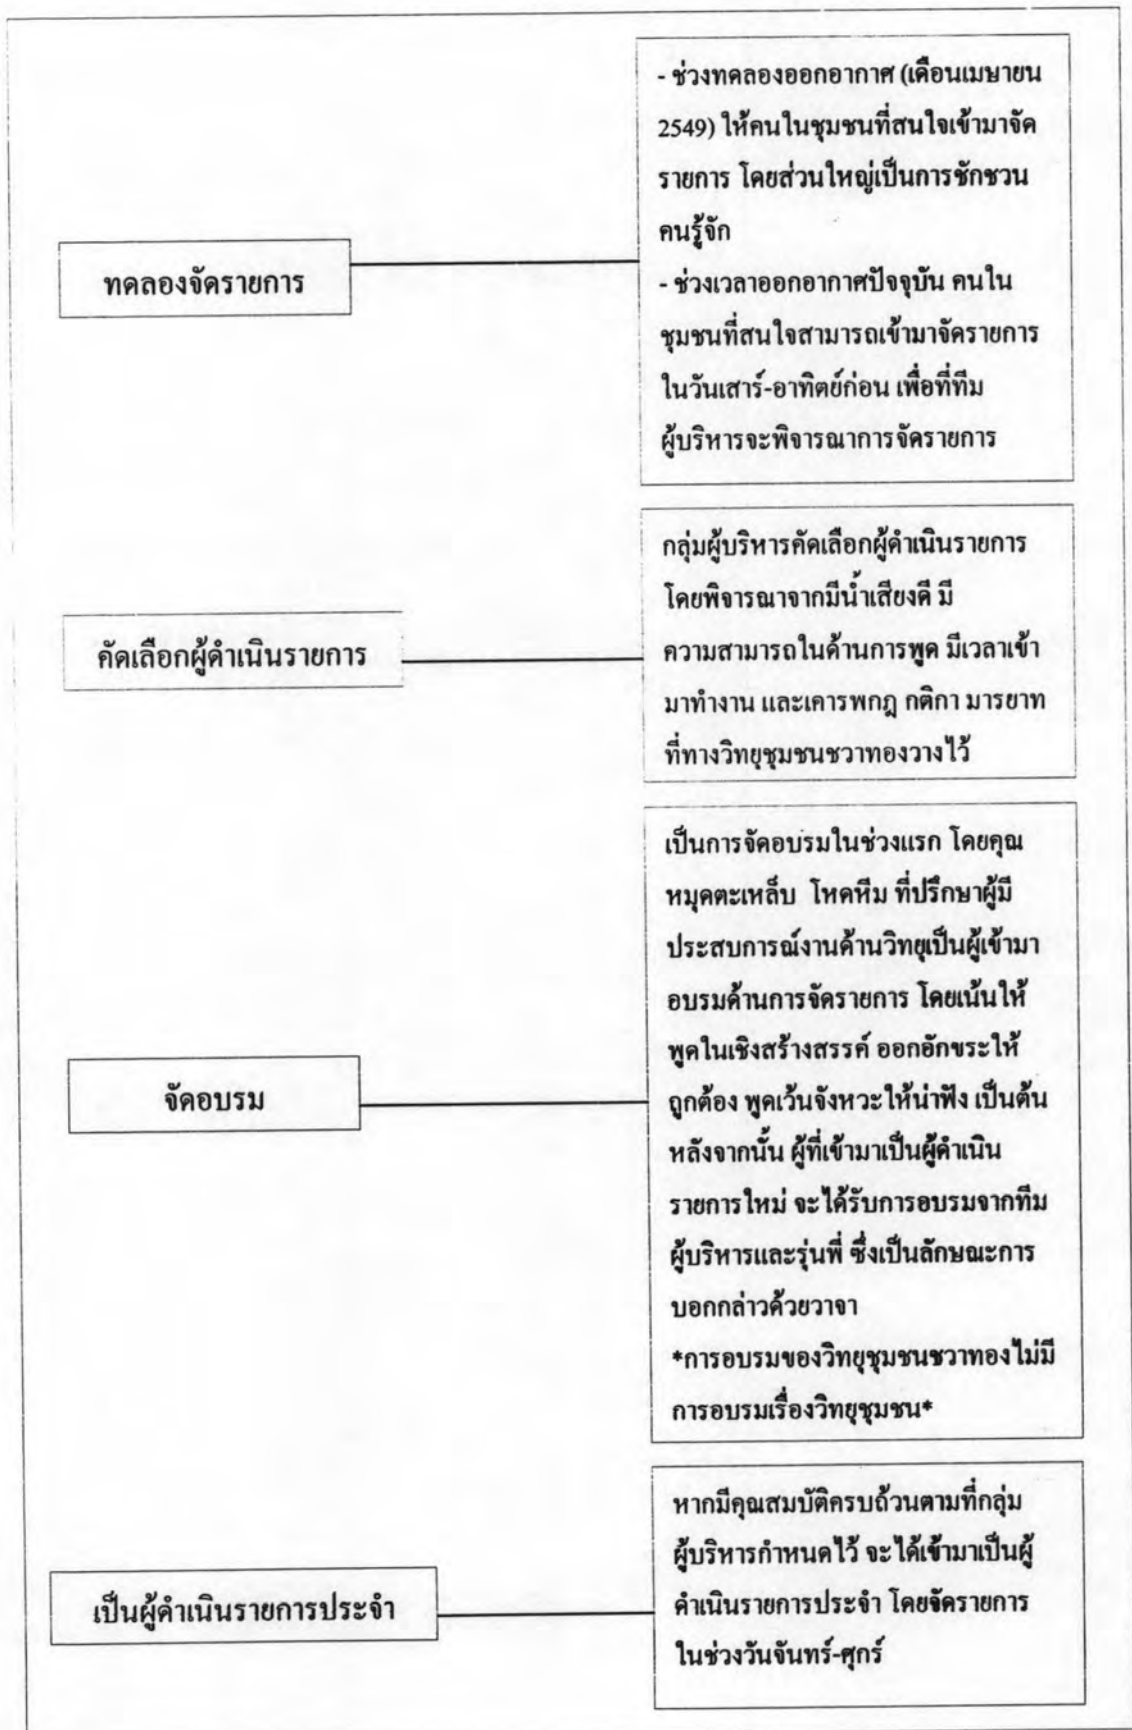 ทดลองจัดรายการ
- ช่วงทดลองออกอากาศ (เดือนเมษายน
2549) ให้คนในชุมชนที่สนใจเข้ามาจัด
รายการ โดยส่วนใหญ่เป็นการชักชวน
คนรู้จัก
- ช่วงเวลาออกอากาศปัจจุบัน คนใน
ชุมชนที่สนใจสามารถเข้ามาจัดรายการ
ในวันเสาร์-อาทิตย์ก่อน เพื่อที่ทีม
ผู้บริหารจะพิจารณาการจัดรายการ
คัดเลือกผู้ดำเนินรายการ
กลุ่มผู้บริหารคัดเลือกผู้ดำเนินรายการ
โดยพิจารณาจากมีน้ำเสียงดี มี
ความสามารถในด้านการพูด มีเวลาเข้า
มาทำงาน และเคารพกฎ กติกา มารยาท
ที่ทางวิทยุชุมชนชวาทองวางไว้
จัดอบรม
เป็นการจัดอบรมในช่วงแรก โดยคุณ
หมุดตะเหล็บ โหดหีม ที่ปรึกษาผู้มี
ประสบการณ์งานด้านวิทยุเป็นผู้เข้ามา
อบรมด้านการจัดรายการ โดยเน้นให้
พูดในเชิงสร้างสรรค์ ออกอักขระให้
ถูกต้อง พูดเว้นจังหวะให้น่าฟัง เป็นต้น
หลังจากนั้น ผู้ที่เข้ามาเป็นผู้ดำเนิน
รายการใหม่ จะได้รับการอบรมจากทีม
ผู้บริหารและรุ่นพี่ ซึ่งเป็นลักษณะการ
บอกกล่าวด้วยวาจา
*การอบรมของวิทยุชุมชนชวาทองไม่มี
การอบรมเรื่องวิทยุชุมชน*
เป็นผู้ดำเนินรายการประจำ
หากมีคุณสมบัติครบถ้วนตามที่กลุ่ม
ผู้บริหารกำหนดไว้ จะได้เข้ามาเป็นผู้
ดำเนินรายการประจำ โดยจัดรายการ
ในช่วงวันจันทร์-ศุกร์